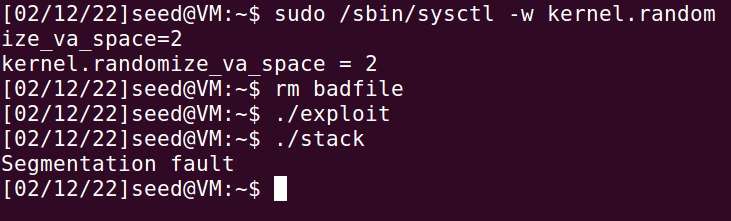 [02/12/22]seed@VM:~$ sudo /sbin/sysctl -w kernel.random
ize_va_space=2
kernel.randomize_va_space = 2
[02/12/22]seed@VM:~$ rm badfile
[02/12/22]seed@VM:~$ ./exploit
[02/12/22]seed@VM:~$ ./stack
Segmentation fault
[02/12/22]seed@VM:~$